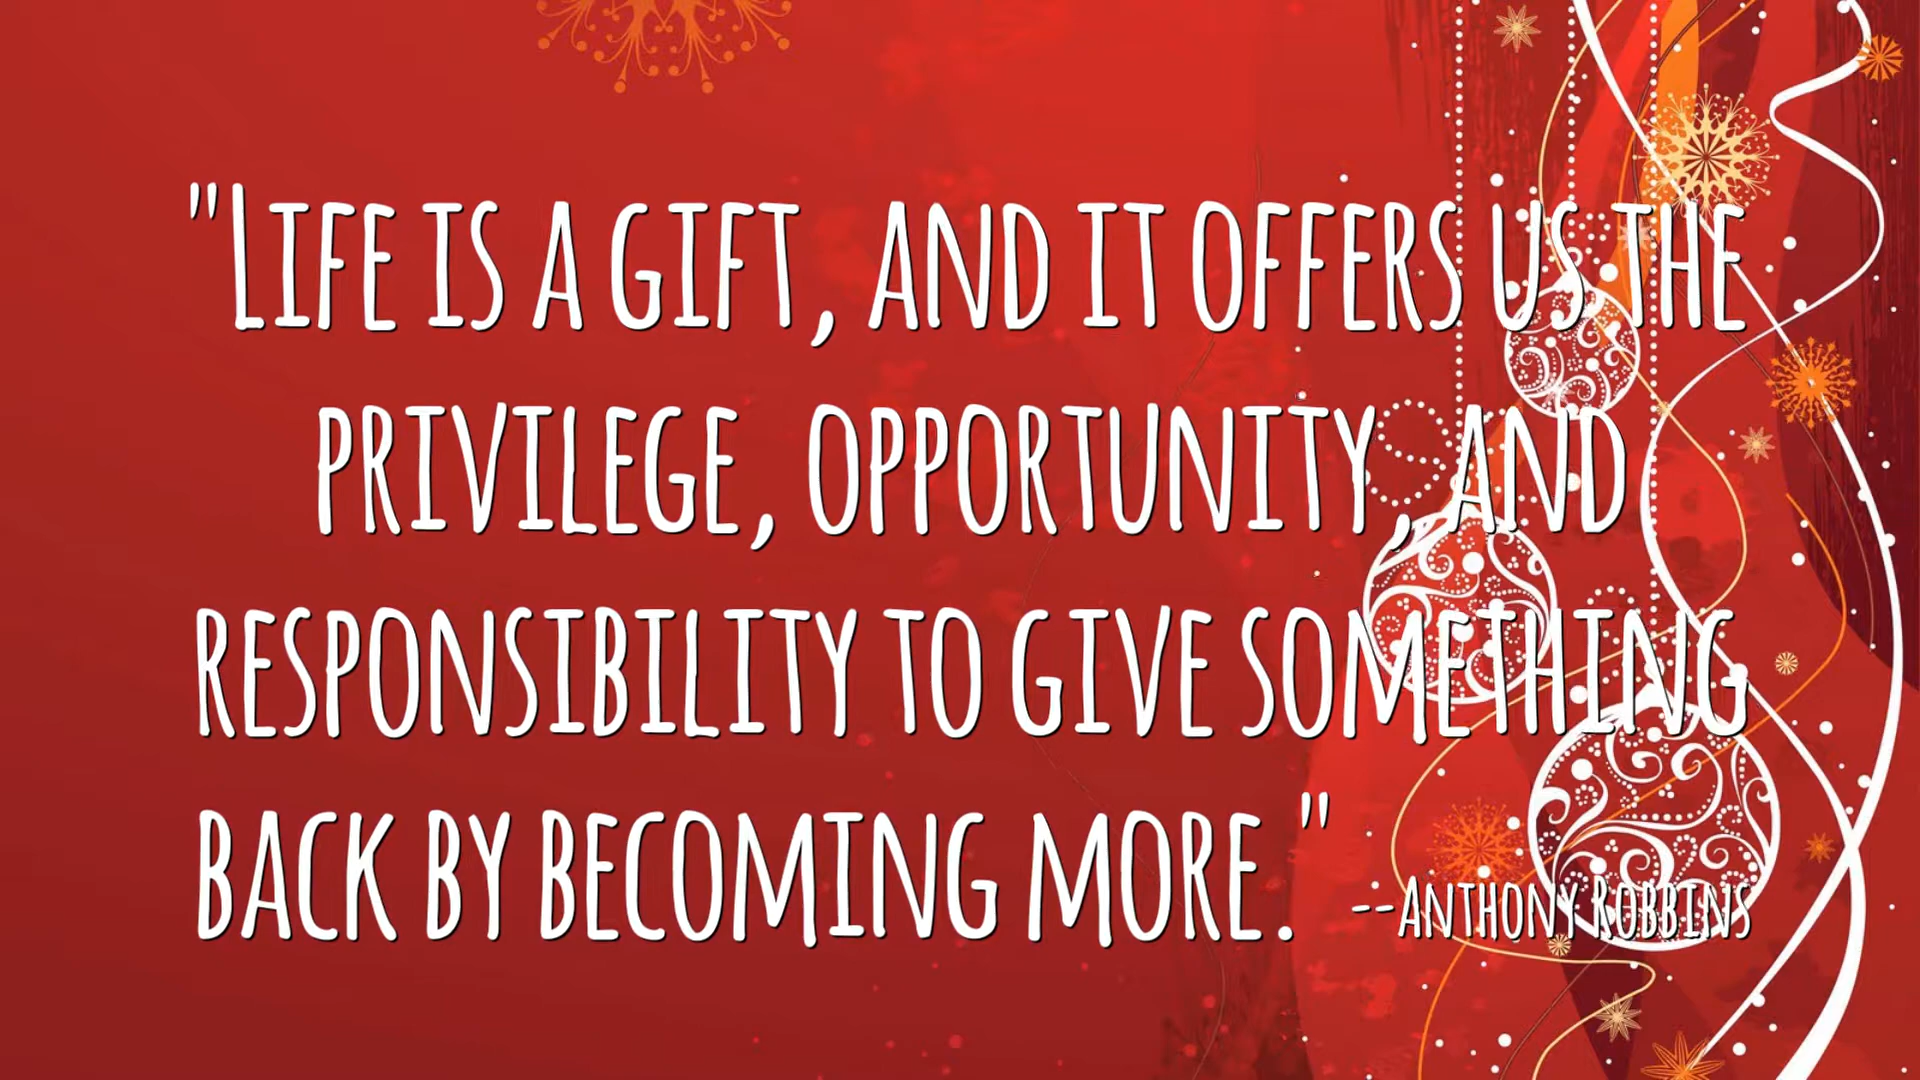 "Life is a gift, and it offers us the
privilege, opportunity, and
responsibility to give something
back by becoming more." --Anthony Robbins